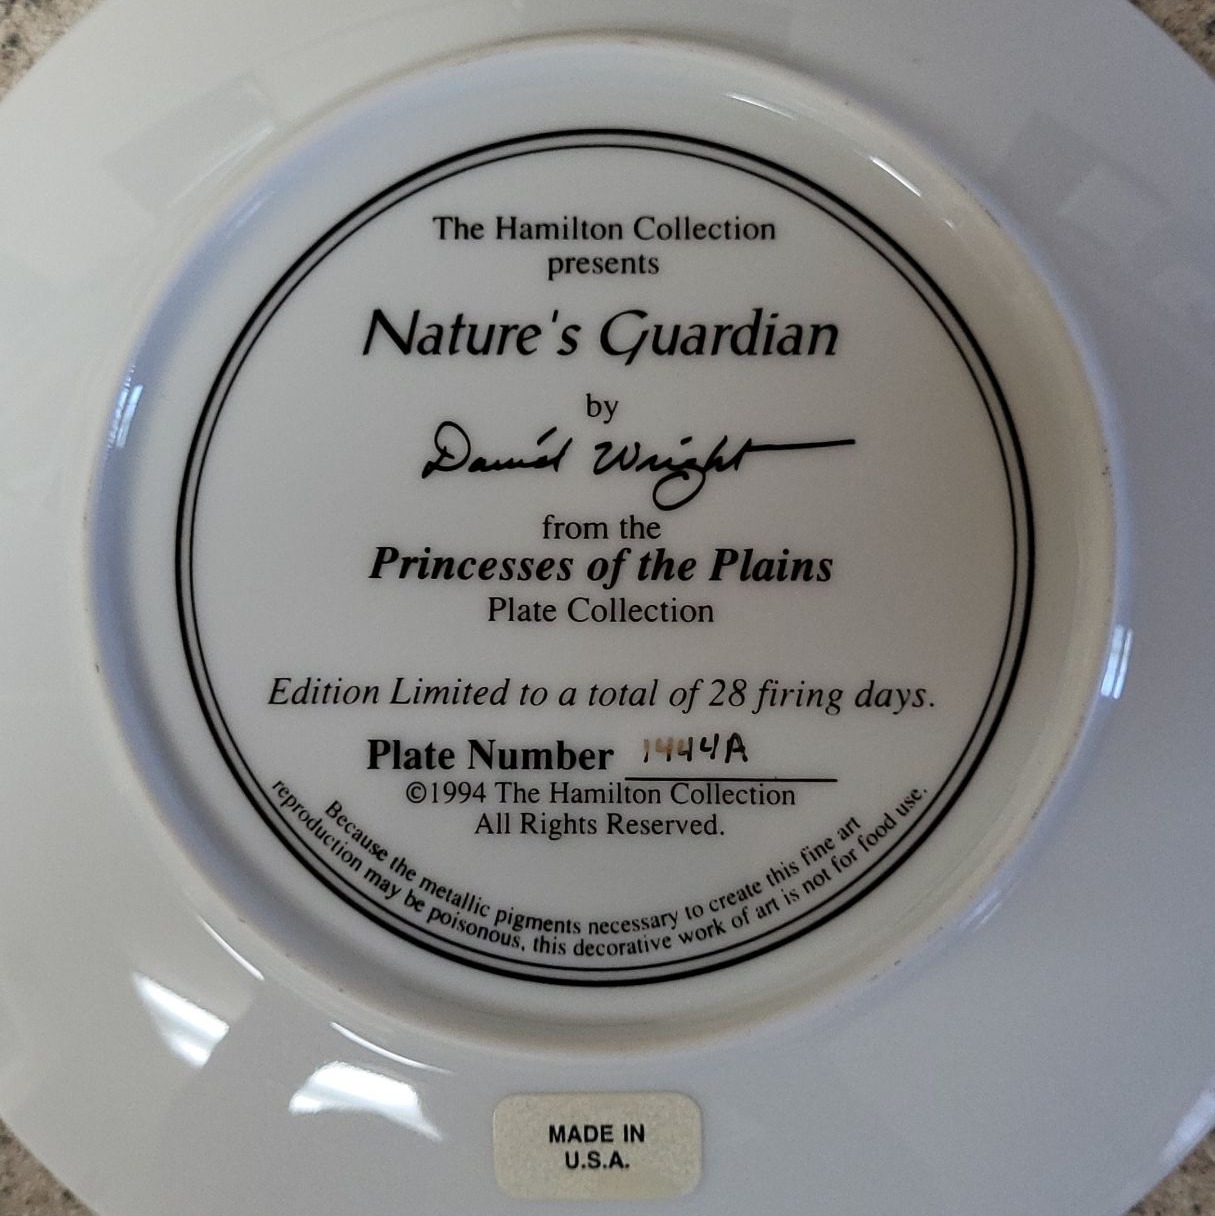 The Hamilton Collection
presents
Nature's Guardian
by
David Wright
from the
Princesses of the Plains
Plate Collection
Edition Limited to a total of 28 firing days.
Plate Number 1444A
©1994 The Hamilton Collection
All Rights Reserved.
Because the metallic pigments necessary to create this fine art
reproduction may be poisonous, this decorative work of art is not for food use.
MADE IN
U.S.A.